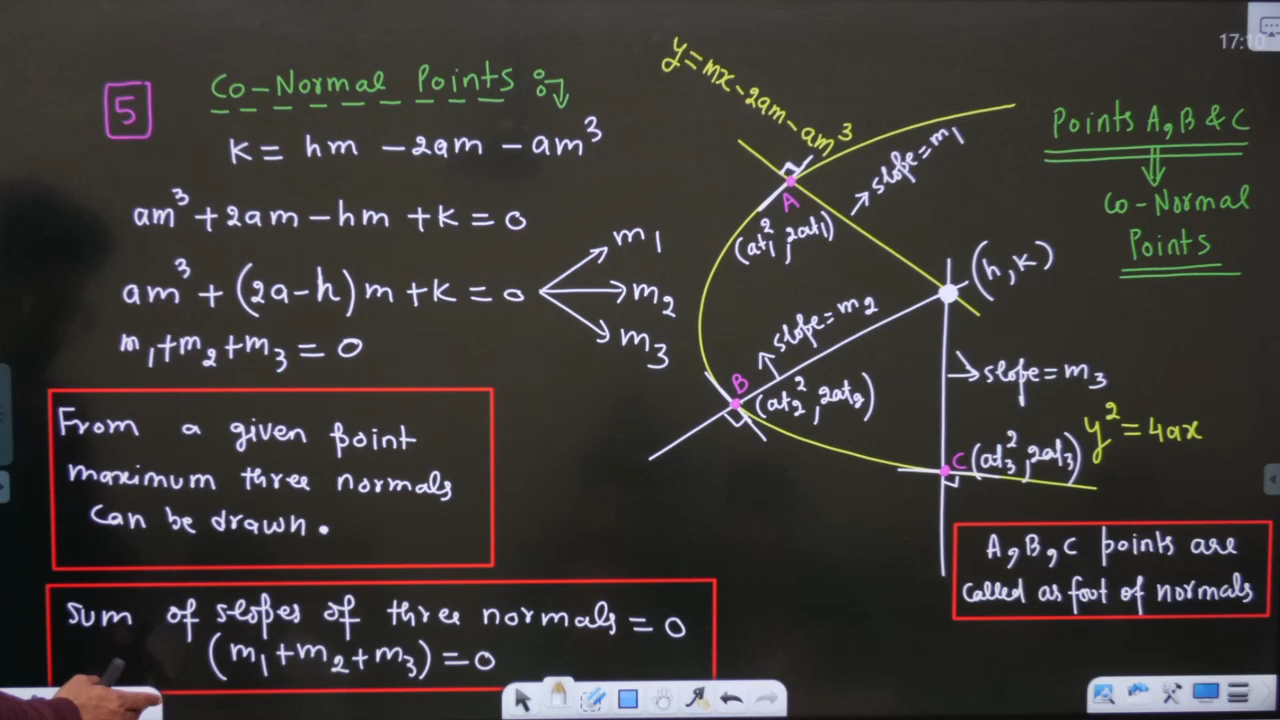 17:10
5
Co-Normal Points :
K = hm - 2am - am³
am³ + 2am - hm + K = 0
am³ + (2a-h)m + K = 0
m₁
m₂
m₃
m₁+m₂+m₃ = 0
From a given point
maximum three normals
can be drawn.
Sum of slopes of three normals = 0
(m₁+m₂+m₃) = 0
y = mx - 2am - am³
slope = m₁
A
(at₁², 2at₁)
(h, K)
slope = m₂
B
(at₂², 2at₂)
slope = m₃
C (at₃², 2at₃)
y² = 4ax
Points A, B & C
Co-Normal
Points
A, B, C points are
called as foot of normals